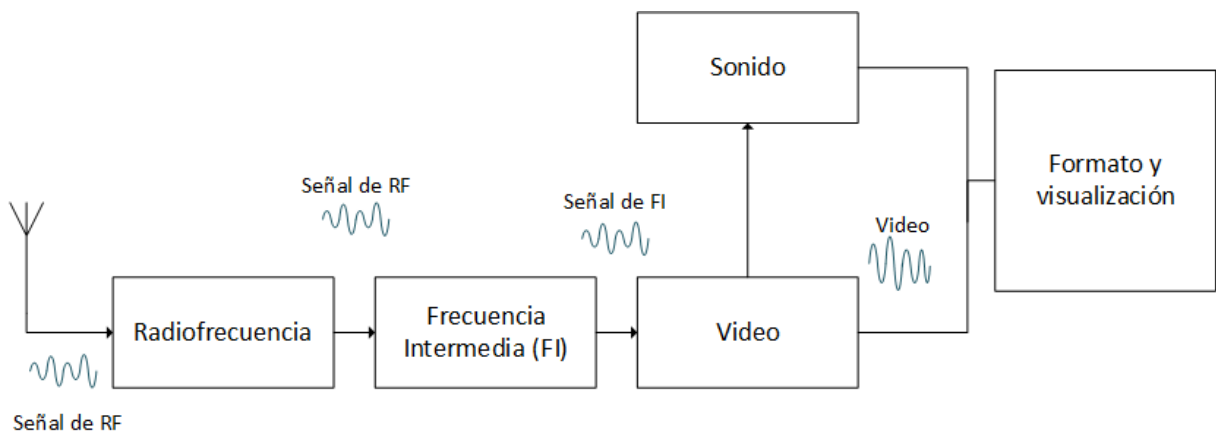 Sonido
Formato y
visualización
Señal de RF
Señal de FI
Video
Radiofrecuencia
Frecuencia
Intermedia (FI)
Video
Señal de RF